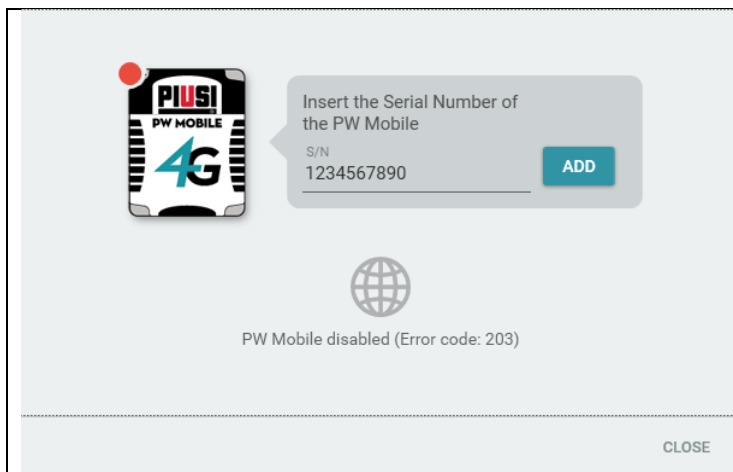 PIUSI
PW MOBILE
4G
Insert the Serial Number of
the PW Mobile
S/N
1234567890
ADD
PW Mobile disabled (Error code: 203)
CLOSE